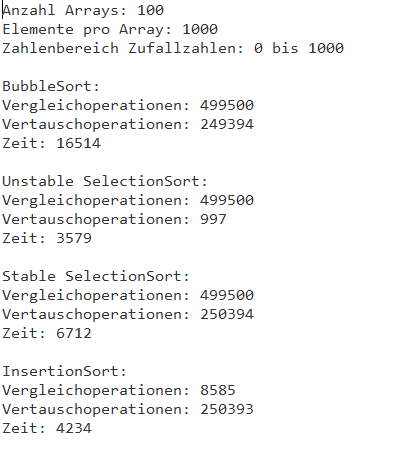 Anzahl Arrays: 100
Elemente pro Array: 1000
Zahlenbereich Zufallzahlen: 0 bis 1000
BubbleSort:
Vergleichoperationen: 499500
Vertauschoperationen: 249394
Zeit: 16514
Unstable SelectionSort:
Vergleichoperationen: 499500
Vertauschoperationen: 997
Zeit: 3579
Stable SelectionSort:
Vergleichoperationen: 499500
Vertauschoperationen: 250394
Zeit: 6712
InsertionSort:
Vergleichoperationen: 8585
Vertauschoperationen: 250393
Zeit: 4234